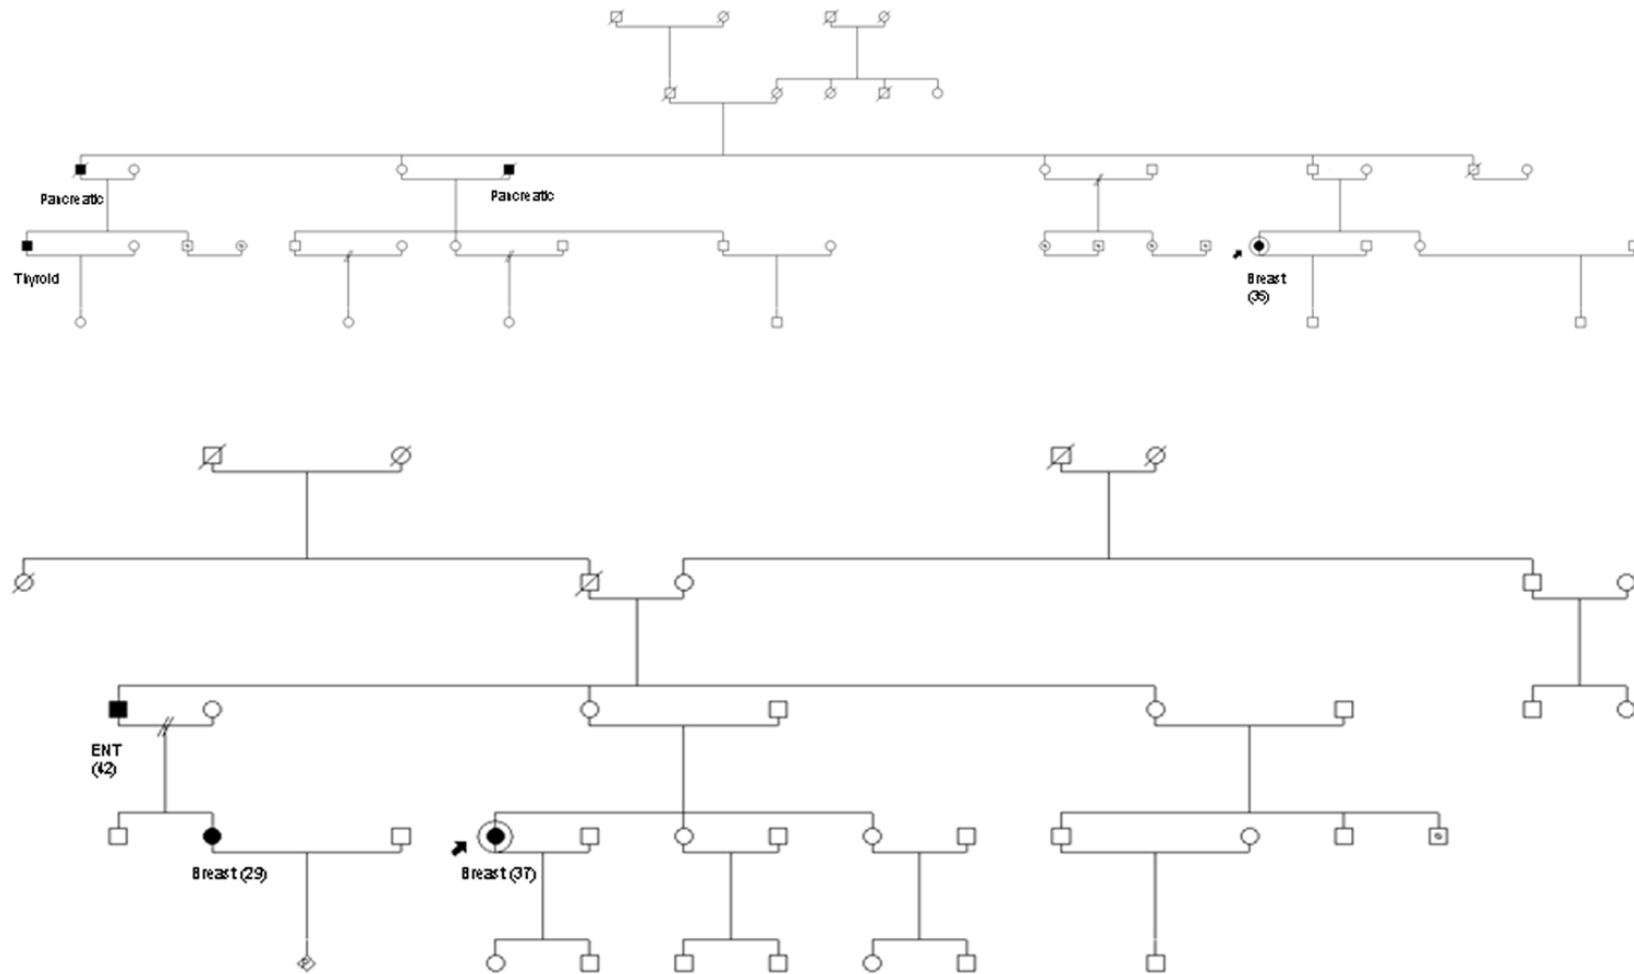 Pancreatic
Pancreatic
Thyroid
Breast
(35)
ENT
(42)
Breast (29)
Breast (37)